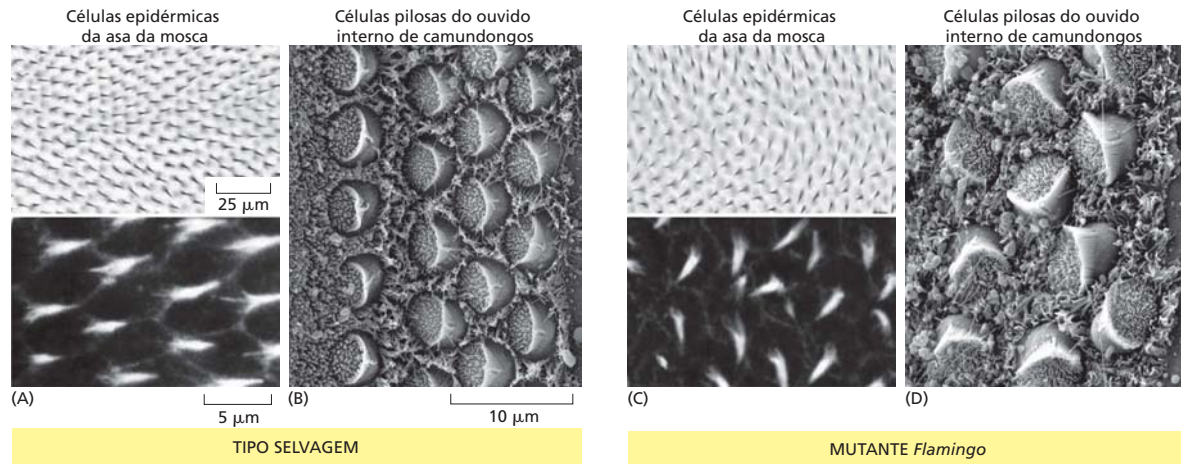 Células epidérmicas
da asa da mosca
Células pilosas do ouvido
interno de camundongos
Células epidérmicas
da asa da mosca
Células pilosas do ouvido
interno de camundongos
25 μm
(A)
(B)
(C)
(D)
5 μm
10 μm
TIPO SELVAGEM
MUTANTE Flamingo